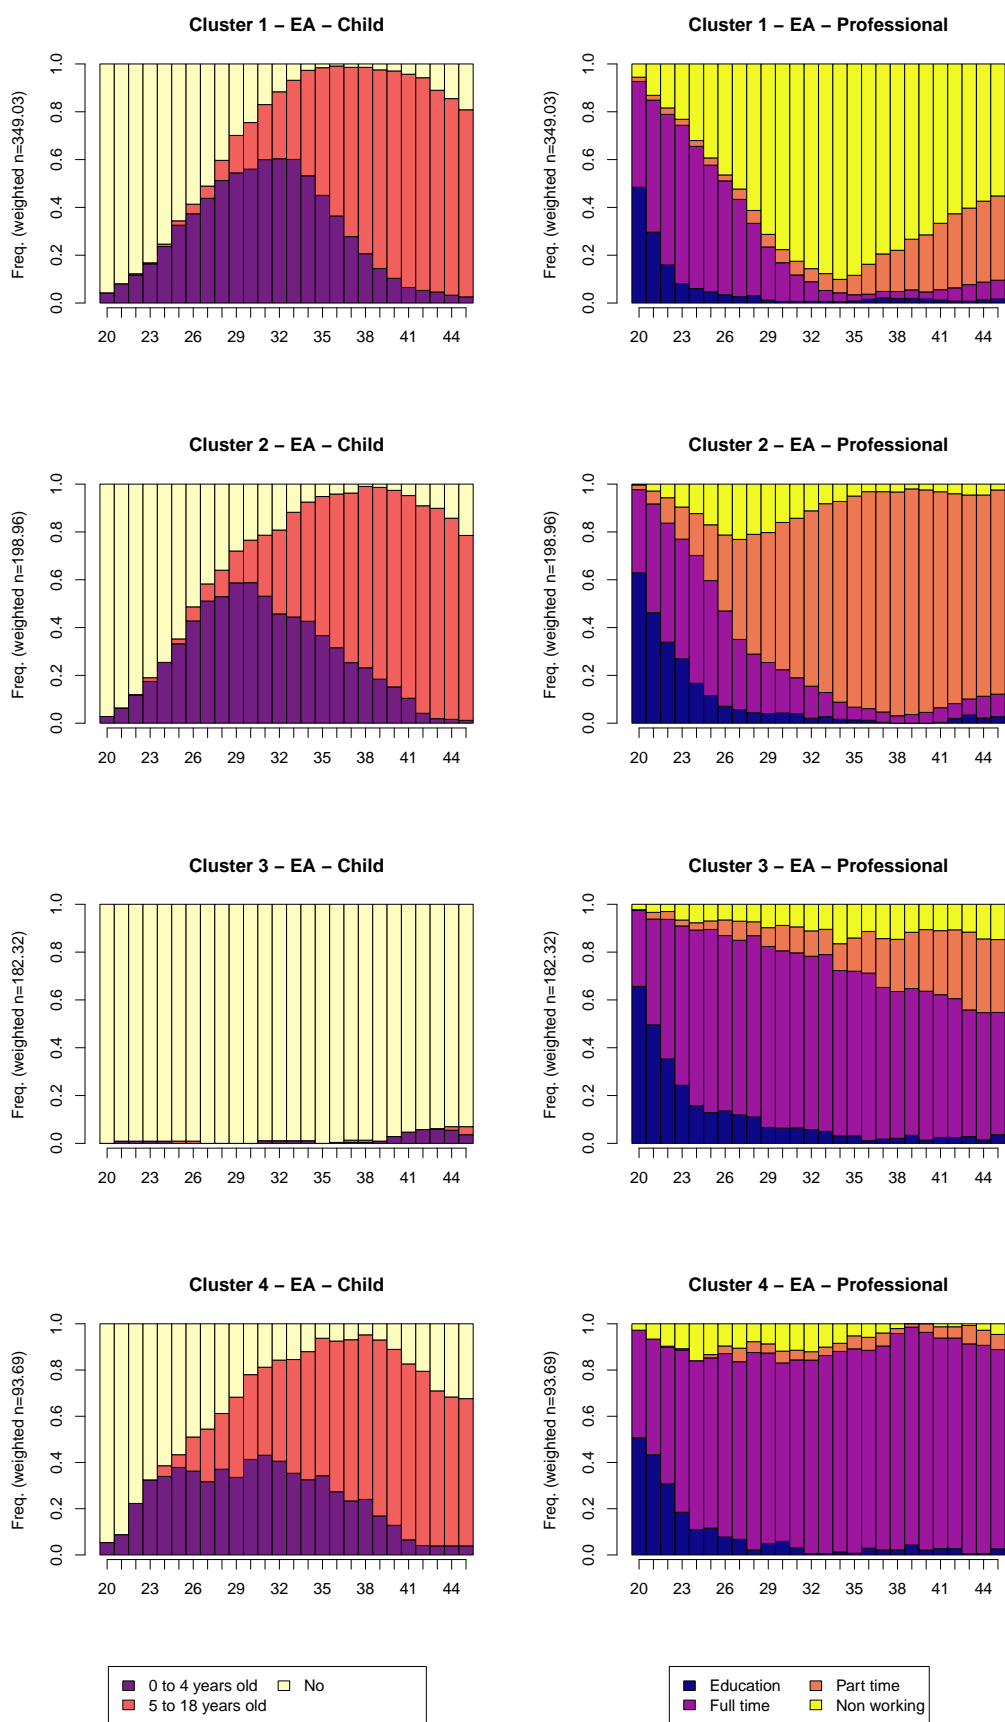 Cluster 1 − EA − Child
Freq. (weighted n=349.03)
0.0 0.2 0.4 0.6 0.8 1.0
20 23 26 29 32 35 38 41 44
Cluster 1 − EA − Professional
Freq. (weighted n=349.03)
0.0 0.2 0.4 0.6 0.8 1.0
20 23 26 29 32 35 38 41 44
Cluster 2 − EA − Child
Freq. (weighted n=198.96)
0.0 0.2 0.4 0.6 0.8 1.0
20 23 26 29 32 35 38 41 44
Cluster 2 − EA − Professional
Freq. (weighted n=198.96)
0.0 0.2 0.4 0.6 0.8 1.0
20 23 26 29 32 35 38 41 44
Cluster 3 − EA − Child
Freq. (weighted n=182.32)
0.0 0.2 0.4 0.6 0.8 1.0
20 23 26 29 32 35 38 41 44
Cluster 3 − EA − Professional
Freq. (weighted n=182.32)
0.0 0.2 0.4 0.6 0.8 1.0
20 23 26 29 32 35 38 41 44
Cluster 4 − EA − Child
Freq. (weighted n=93.69)
0.0 0.2 0.4 0.6 0.8 1.0
20 23 26 29 32 35 38 41 44
Cluster 4 − EA − Professional
Freq. (weighted n=93.69)
0.0 0.2 0.4 0.6 0.8 1.0
20 23 26 29 32 35 38 41 44
0 to 4 years old No
5 to 18 years old
Education Part time
Full time Non working